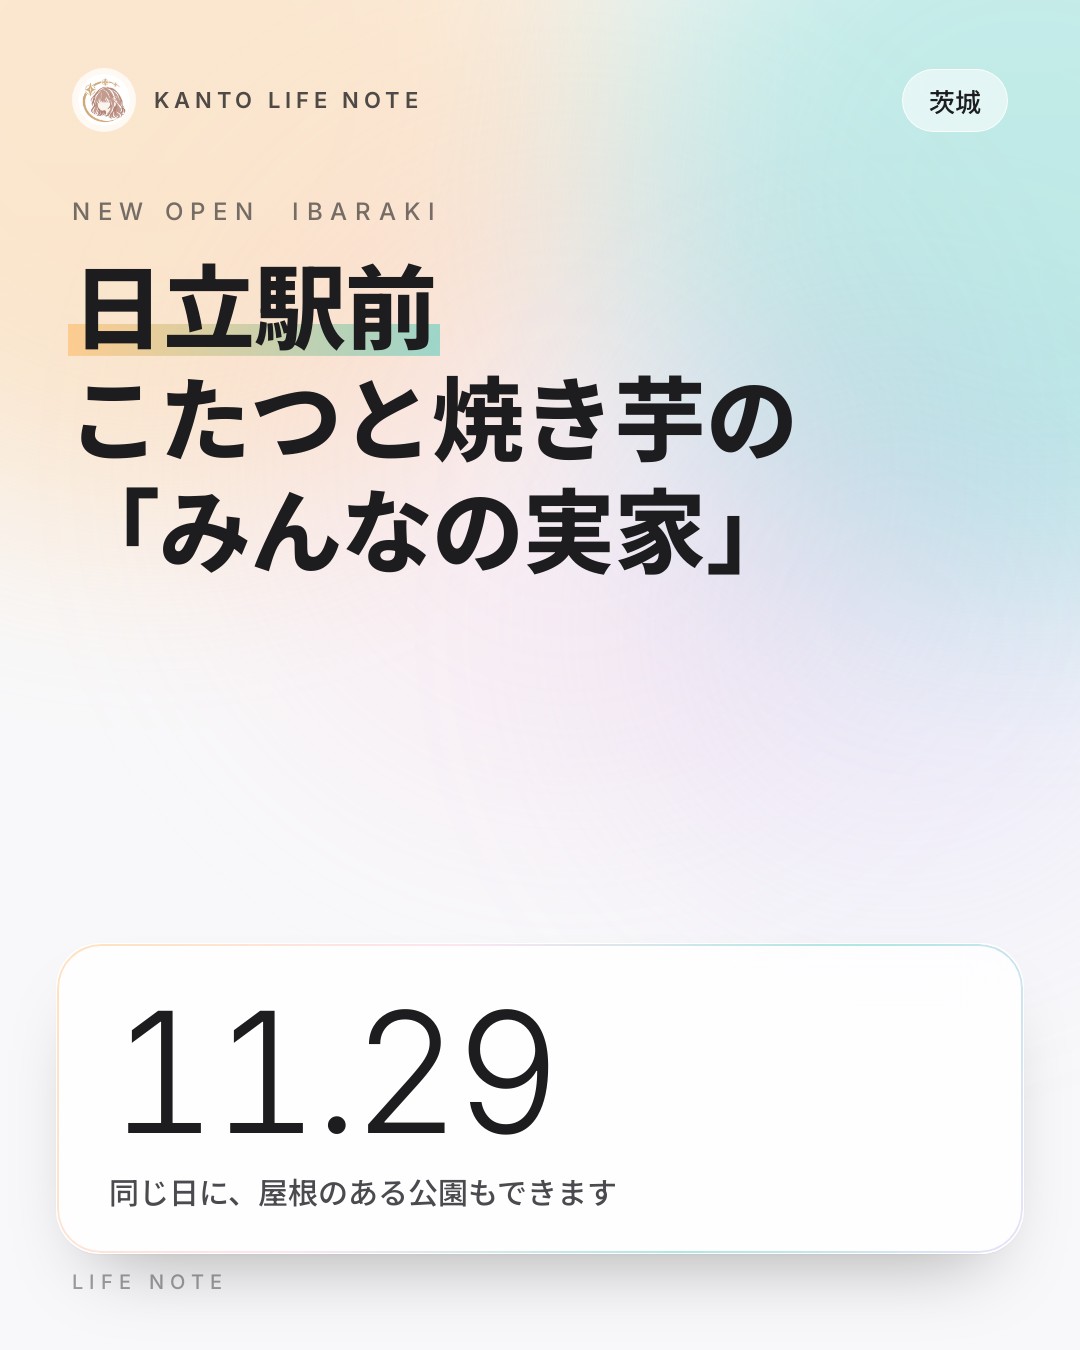 KANTO LIFE NOTE
茨城
NEW OPEN IBARAKI
日立駅前
こたつと焼き芋の
「みんなの実家」
11.29
同じ日に、屋根のある公園もできます
LIFE NOTE